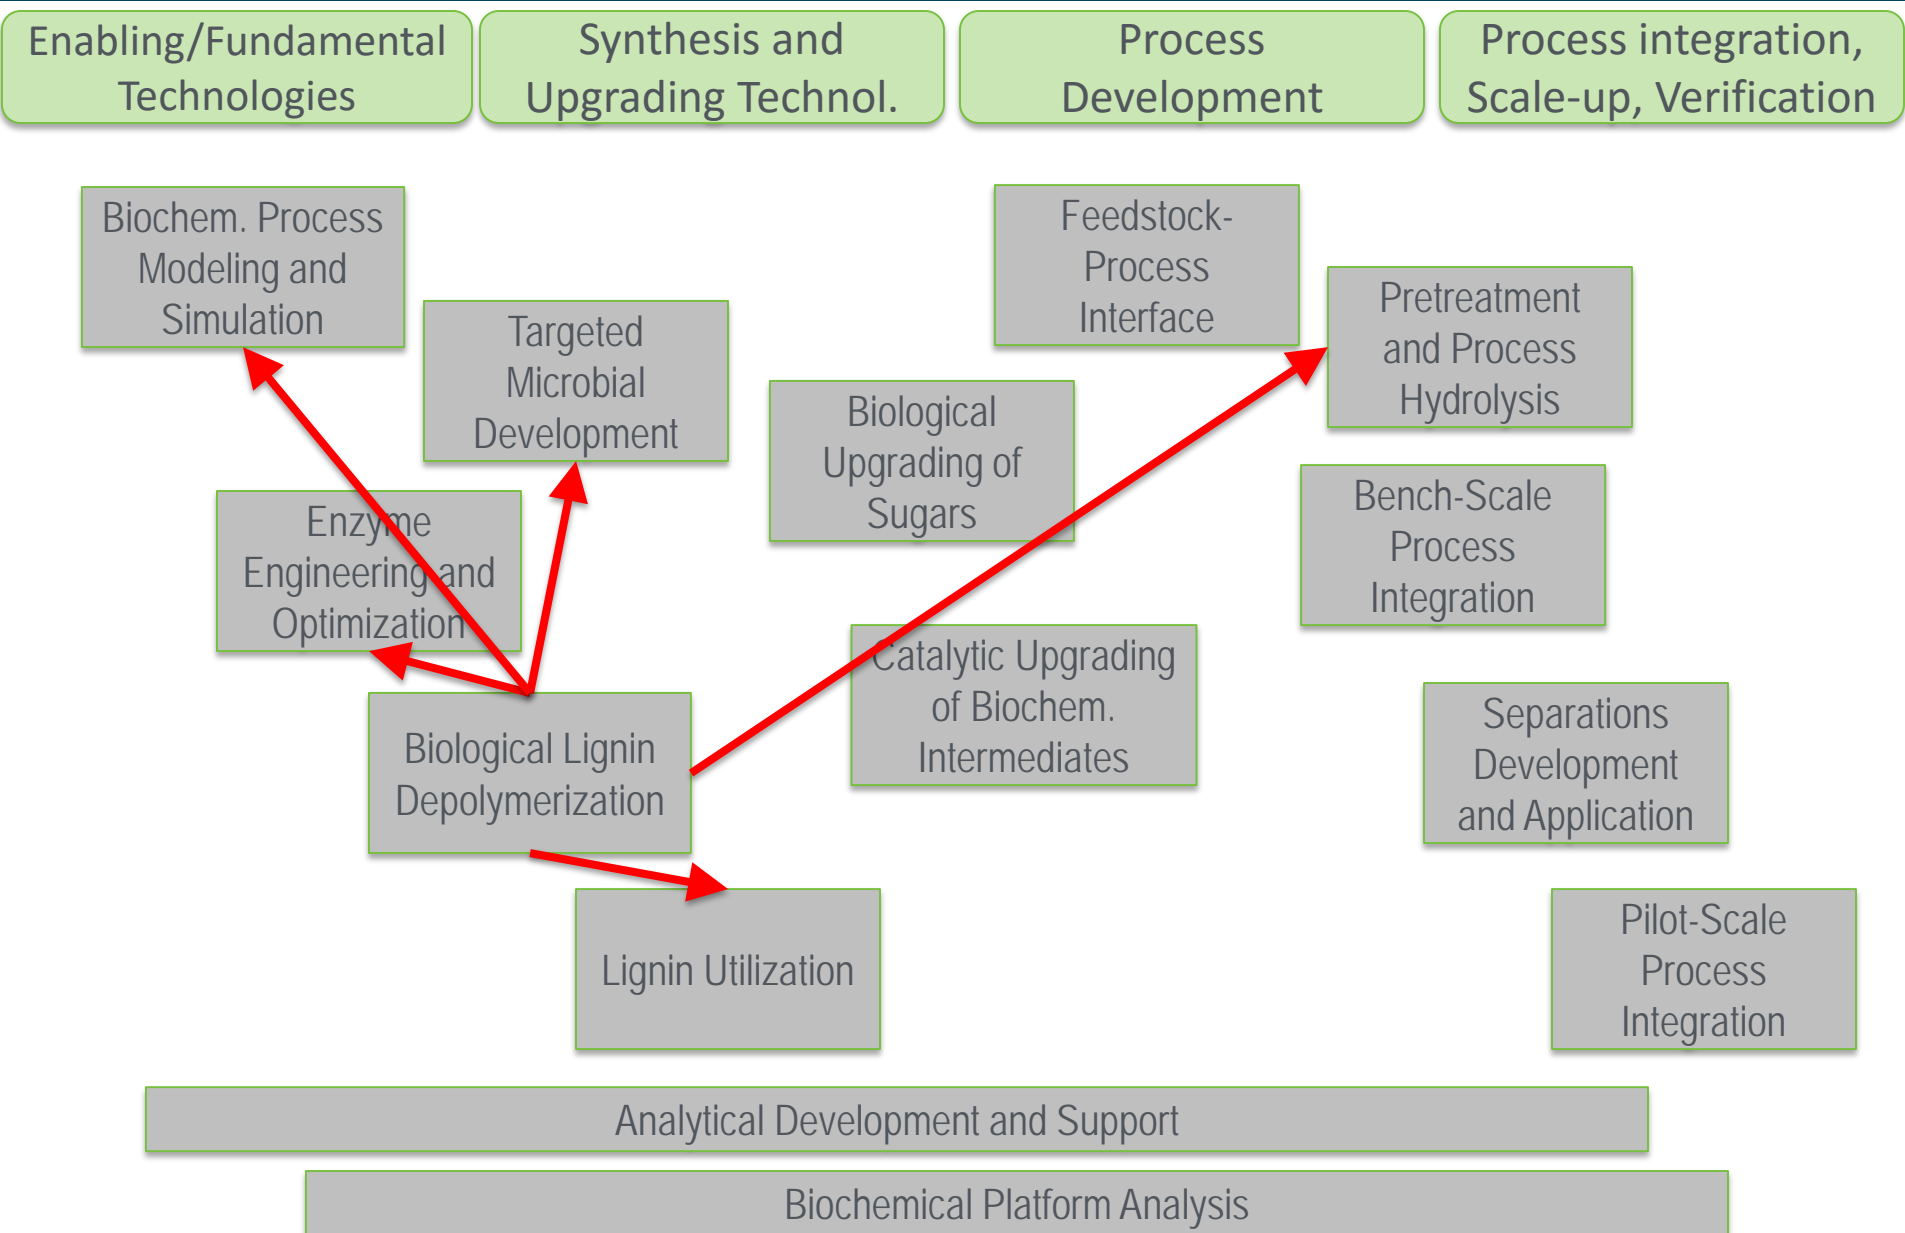 Enabling/Fundamental
Technologies
Synthesis and
Upgrading Technol.
Process
Development
Process integration,
Scale-up, Verification
Biochem. Process
Modeling and
Simulation
Targeted
Microbial
Development
Feedstock-
Process
Interface
Pretreatment
and Process
Hydrolysis
Biological
Upgrading of
Sugars
Enzyme
Engineering and
Optimization
Bench-Scale
Process
Integration
Catalytic Upgrading
of Biochem.
Intermediates
Biological Lignin
Depolymerization
Separations
Development
and Application
Lignin Utilization
Pilot-Scale
Process
Integration
Analytical Development and Support
Biochemical Platform Analysis